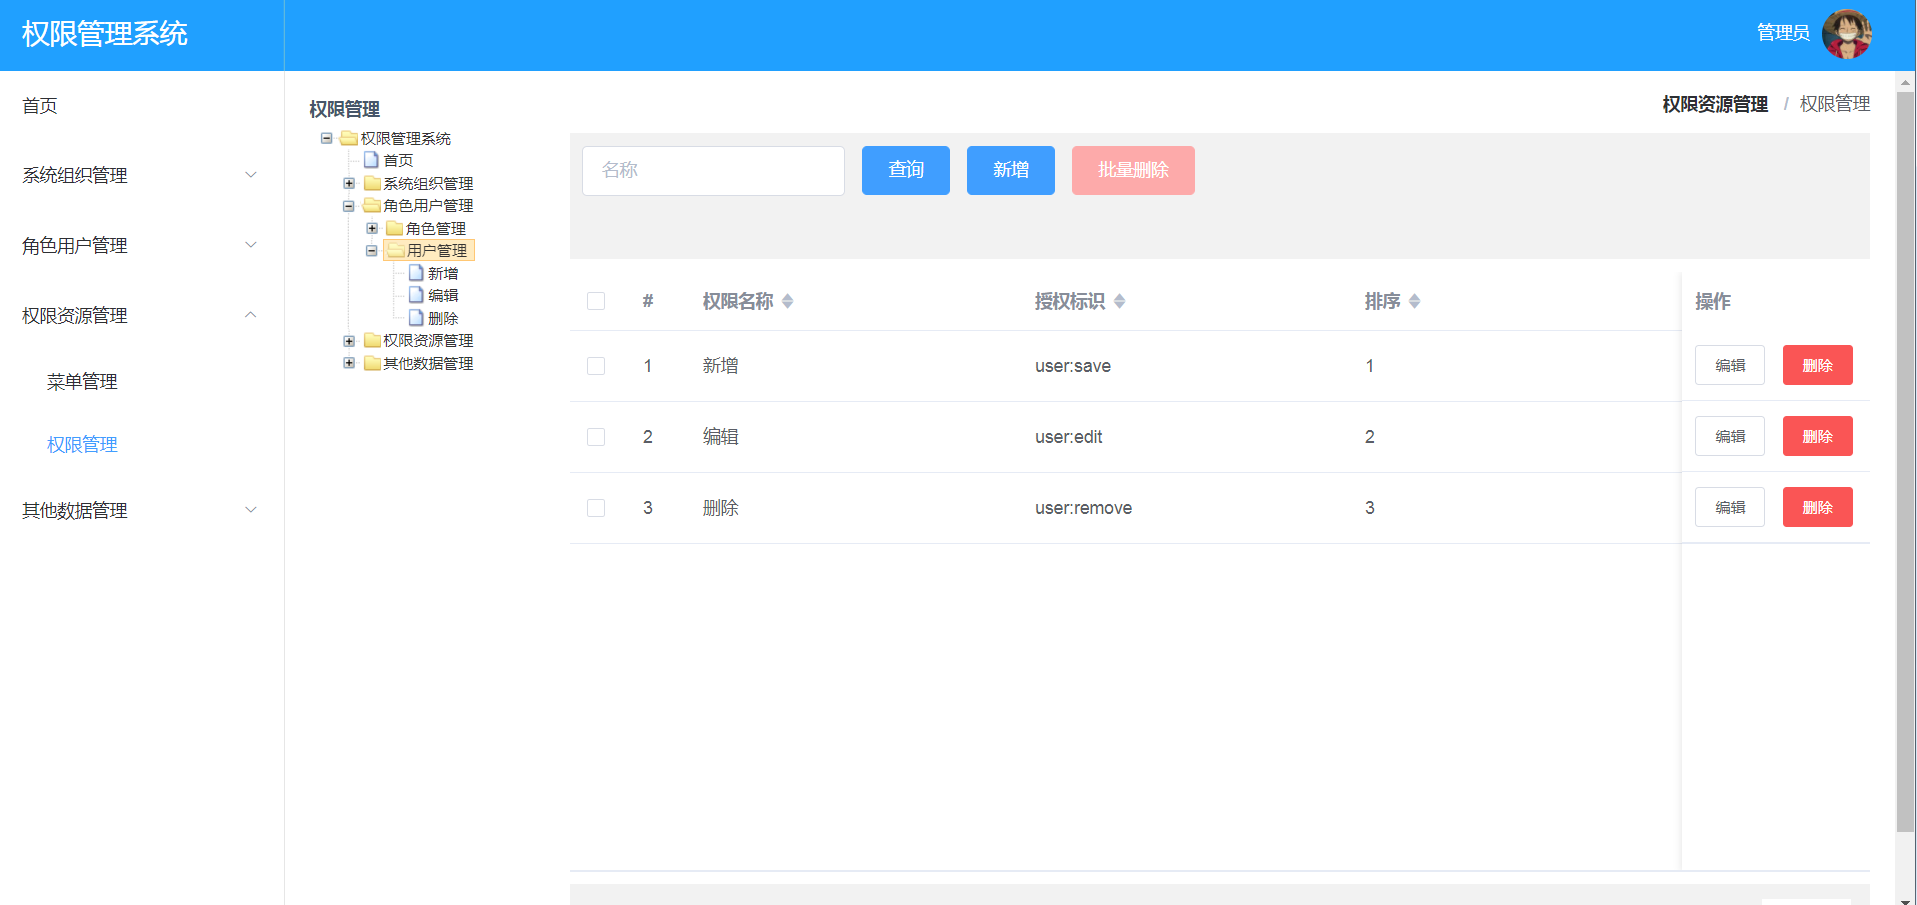 权限管理系统
管理员
首页
系统组织管理
角色用户管理
权限资源管理
菜单管理
权限管理
其他数据管理
权限管理
权限管理系统
首页
系统组织管理
角色用户管理
角色管理
用户管理
新增
编辑
删除
权限资源管理
其他数据管理
权限资源管理 / 权限管理
名称 查询 新增 批量删除
# 权限名称 授权标识 排序 操作
1 新增 user:save 1 编辑 删除
2 编辑 user:edit 2 编辑 删除
3 删除 user:remove 3 编辑 删除